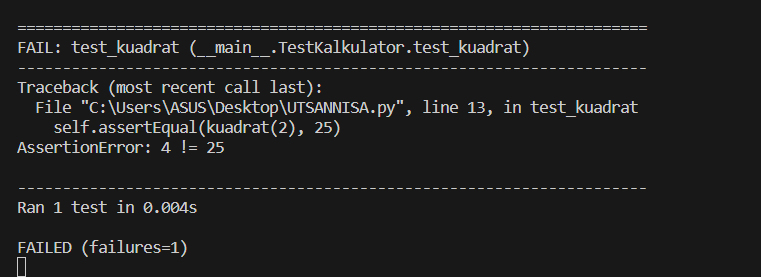 ======================================================================
FAIL: test_kuadrat (__main__.TestKalkulator.test_kuadrat)
----------------------------------------------------------------------
Traceback (most recent call last):
  File "C:\Users\ASUS\Desktop\UTSANNISA.py", line 13, in test_kuadrat
    self.assertEqual(kuadrat(2), 25)
AssertionError: 4 != 25

----------------------------------------------------------------------
Ran 1 test in 0.004s

FAILED (failures=1)